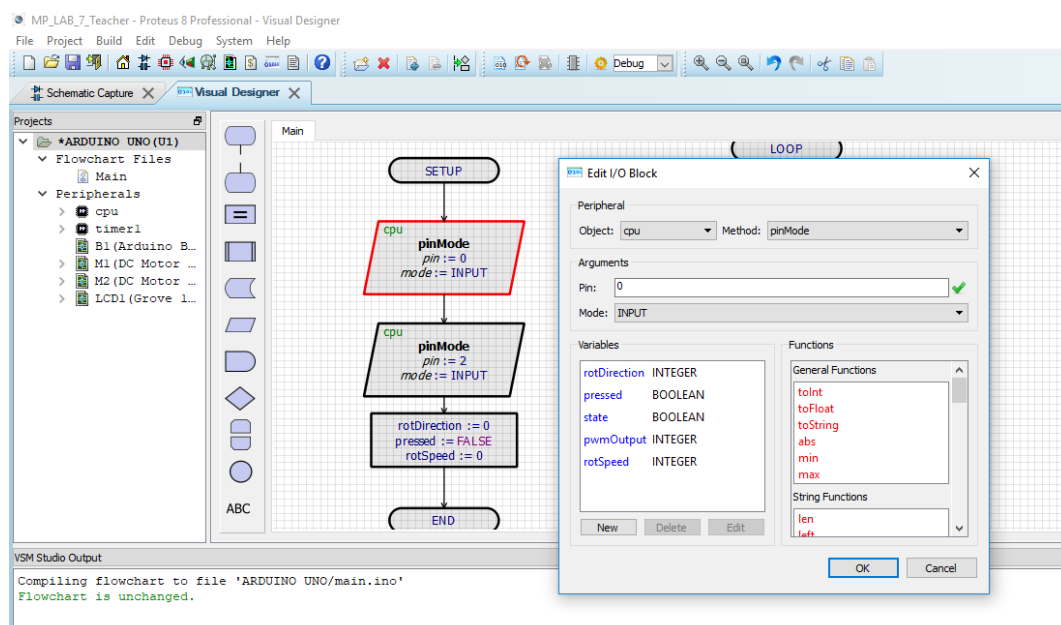 MP_LAB_7_Teacher - Proteus 8 Professional - Visual Designer
File Project Build Edit Debug System Help
Debug
Schematic Capture
Visual Designer
Projects
*ARDUINO UNO (U1)
Flowchart Files
Main
Peripherals
cpu
timer1
B1 (Arduino B...
M1 (DC Motor ...
M2 (DC Motor ...
LCD1 (Grove l...
ABC
Main
SETUP
cpu
pinMode
pin := 0
mode := INPUT
cpu
pinMode
pin := 2
mode := INPUT
rotDirection := 0
pressed := FALSE
rotSpeed := 0
END
LOOP
Edit I/O Block
Peripheral
Object: cpu Method: pinMode
Arguments
Pin: 0
Mode: INPUT
Variables
rotDirection INTEGER
pressed BOOLEAN
state BOOLEAN
pwmOutput INTEGER
rotSpeed INTEGER
New Delete Edit
Functions
General Functions
toInt
toFloat
toString
abs
min
max
String Functions
len
left
OK Cancel
VSM Studio Output
Compiling flowchart to file 'ARDUINO UNO/main.ino'
Flowchart is unchanged.